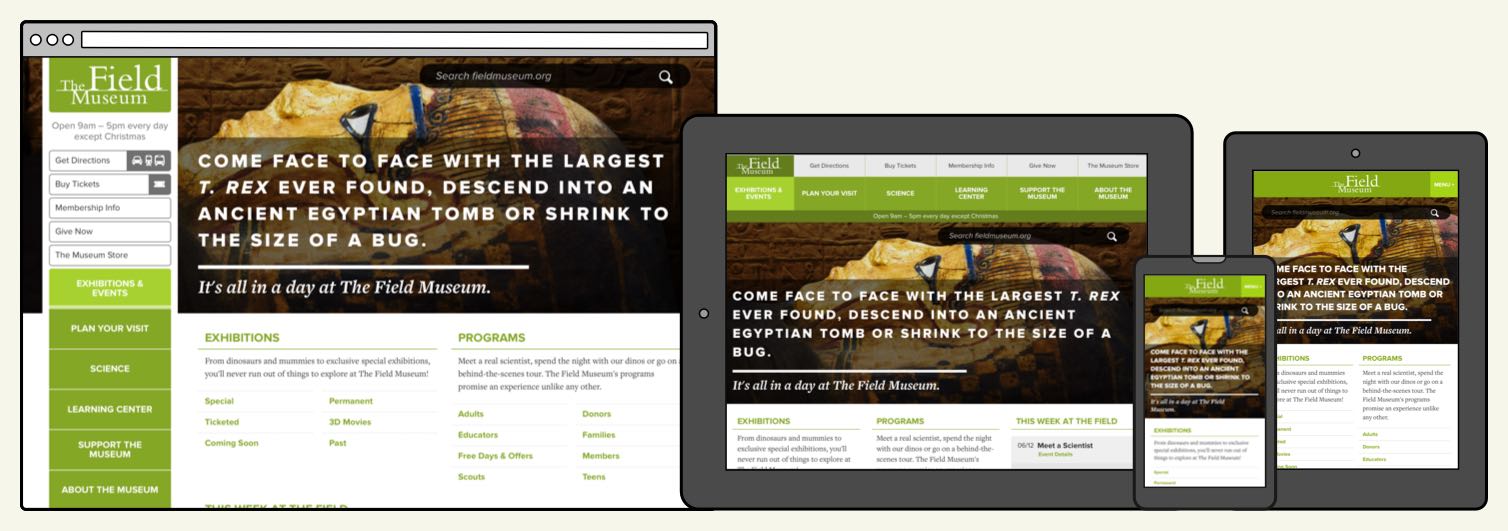 The Field
Museum
Open 9am – 5pm every day
except Christmas
Get Directions
Buy Tickets
Membership Info
Give Now
The Museum Store
EXHIBITIONS &
EVENTS
PLAN YOUR VISIT
SCIENCE
LEARNING CENTER
SUPPORT THE
MUSEUM
ABOUT THE MUSEUM
Search fieldmuseum.org
COME FACE TO FACE WITH THE LARGEST
T. REX EVER FOUND, DESCEND INTO AN
ANCIENT EGYPTIAN TOMB OR SHRINK TO
THE SIZE OF A BUG.
It's all in a day at The Field Museum.
EXHIBITIONS
From dinosaurs and mummies to exclusive special exhibitions,
you'll never run out of things to explore at The Field Museum!
Special Permanent
Ticketed 3D Movies
Coming Soon Past
PROGRAMS
Meet a real scientist, spend the night with our dinos or go on
behind-the-scenes tour. The Field Museum's programs
promise an experience unlike any other.
Adults Donors
Educators Families
Free Days & Offers Members
Scouts Teens
THIS WEEK AT THE FIELD
The Field
Museum
Get Directions Buy Tickets Membership Info Give Now The Museum Store
EXHIBITIONS &
EVENTS
PLAN YOUR VISIT
SCIENCE
LEARNING
CENTER
SUPPORT THE
MUSEUM
ABOUT THE
MUSEUM
Open 9am – 5pm every day except Christmas
Search fieldmuseum.org
COME FACE TO FACE WITH THE LARGEST T. REX
EVER FOUND, DESCEND INTO AN ANCIENT
EGYPTIAN TOMB OR SHRINK TO THE SIZE OF A
BUG.
It's all in a day at The Field Museum.
EXHIBITIONS
From dinosaurs and mummies to
exclusive special exhibitions, you'll
never run out of things to explore at
PROGRAMS
Meet a real scientist, spend the night
with our dinos or go on a behind-the-
scenes tour. The Field Museum's
THIS WEEK AT THE FIELD
06/12 Meet a Scientist
Event Details
The Field
Museum
MENU
COME FACE TO FACE WITH THE
LARGEST T. REX EVER FOUND,
DESCEND INTO AN ANCIENT
EGYPTIAN TOMB OR SHRINK TO
THE SIZE OF A BUG.
It's all in a day at The Field
Museum.
EXHIBITIONS
From dinosaurs and mummies to exclusive
special exhibitions, you'll never run out of
things to explore at The Field Museum!
Special
Permanent
The Field
Museum
MENU
Search fieldmuseum.org
ME FACE TO FACE WITH THE
RGEST T. REX EVER FOUND, DESCEND
O AN ANCIENT EGYPTIAN TOMB OR
RINK TO THE SIZE OF A BUG.
all in a day at The Field Museum.
IBITIONS
dinosaurs and mummies
clusive special exhibitions,
never run out of things to
ore at The Field Museum!
PROGRAMS
Meet a real scientist, spend the
night with our dinos or go on a
behind-the-scenes tour. The
Field Museum's programs
promise an experience unlike
any other.
Adults
Donors
Educators